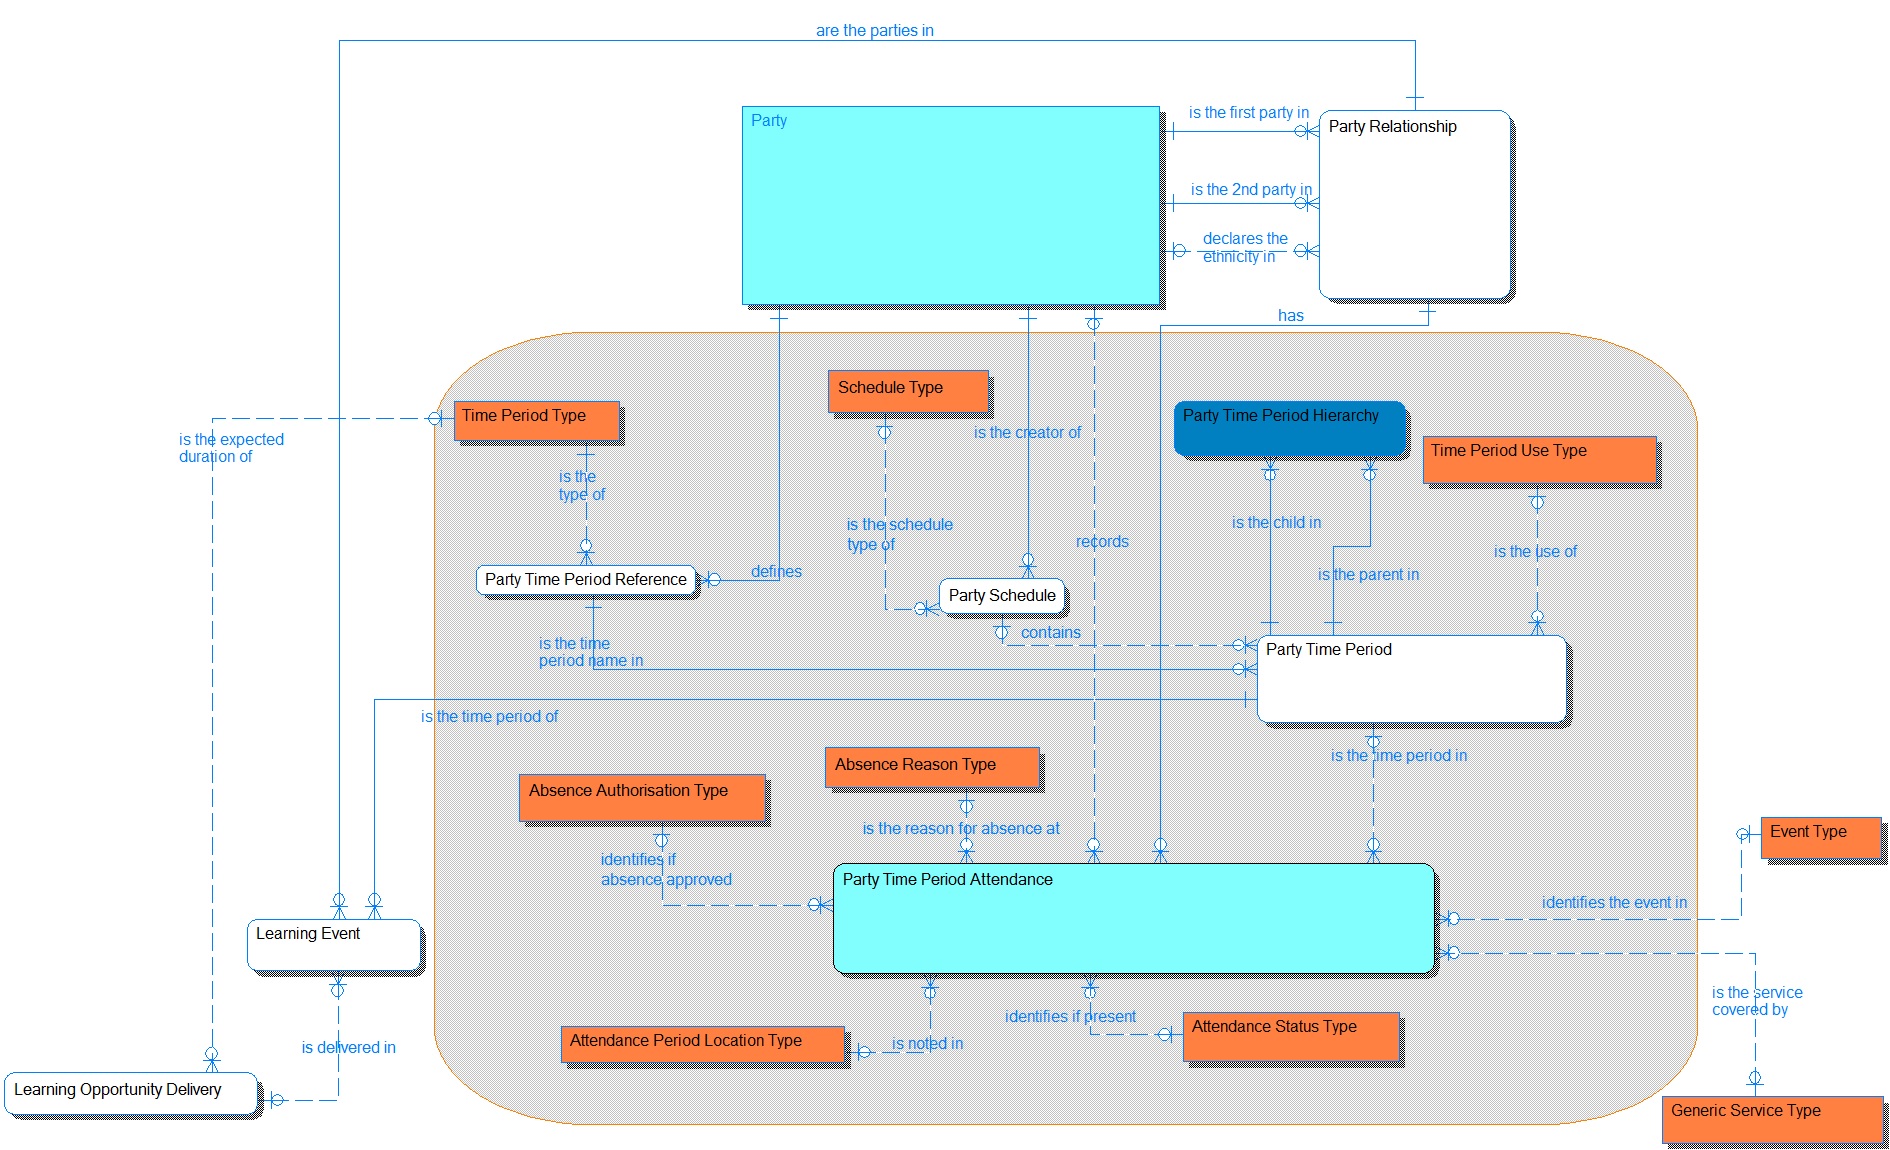 are the parties in
Party
is the first party in
Party Relationship
is the 2nd party in
declares the
ethnicity in
has
Schedule Type
Time Period Type
Party Time Period Hierarchy
is the expected
duration of
is the creator of
Time Period Use Type
is the
type of
is the schedule
type of
is the child in
records
is the use of
defines
is the parent in
Party Time Period Reference
Party Schedule
contains
is the time
period name in
Party Time Period
is the time period of
is the time period in
Absence Reason Type
Absence Authorisation Type
is the reason for absence at
Event Type
identifies if
absence approved
Party Time Period Attendance
identifies the event in
Learning Event
is the service
covered by
identifies if present
Attendance Status Type
Attendance Period Location Type
is noted in
is delivered in
Learning Opportunity Delivery
Generic Service Type